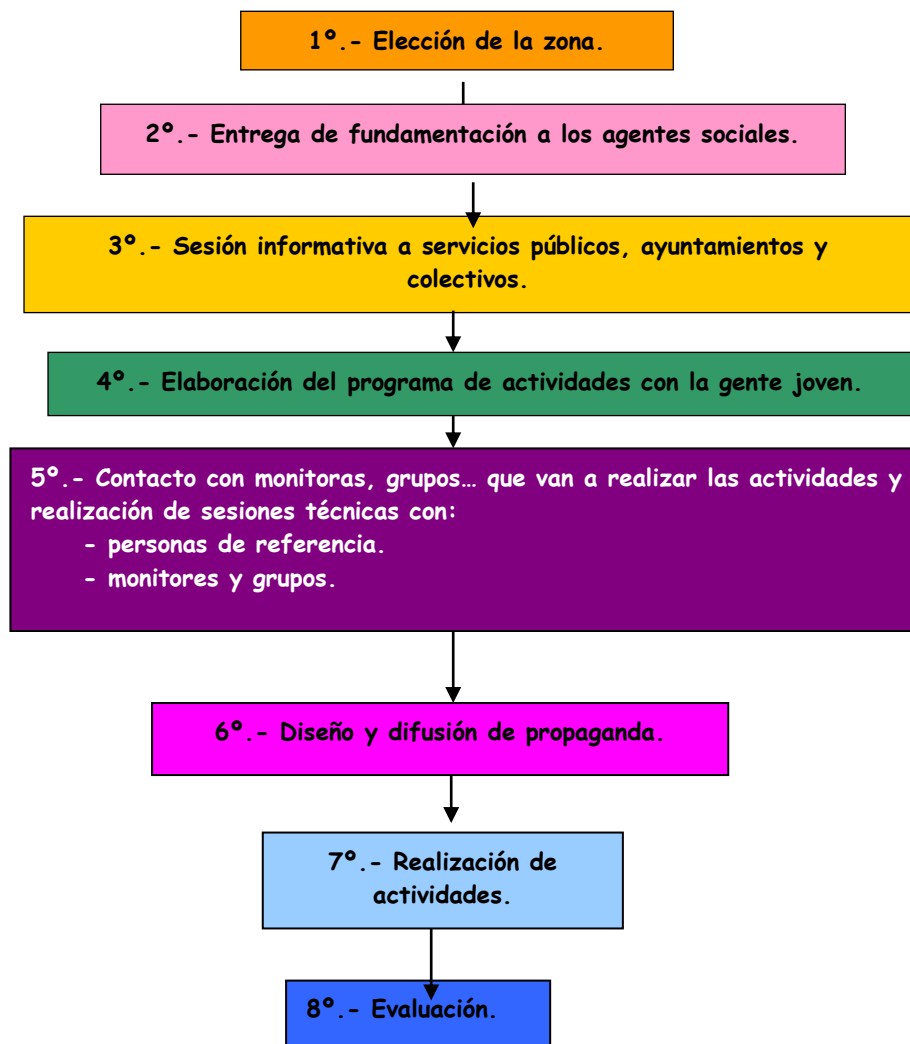 1º.- Elección de la zona.
2º.- Entrega de fundamentación a los agentes sociales.
3º.- Sesión informativa a servicios públicos, ayuntamientos y
colectivos.
4º.- Elaboración del programa de actividades con la gente joven.
5º.- Contacto con monitoras, grupos… que van a realizar las actividades y
realización de sesiones técnicas con:
- personas de referencia.
- monitores y grupos.
6º.- Diseño y difusión de propaganda.
7º.- Realización de
actividades.
8º.- Evaluación.